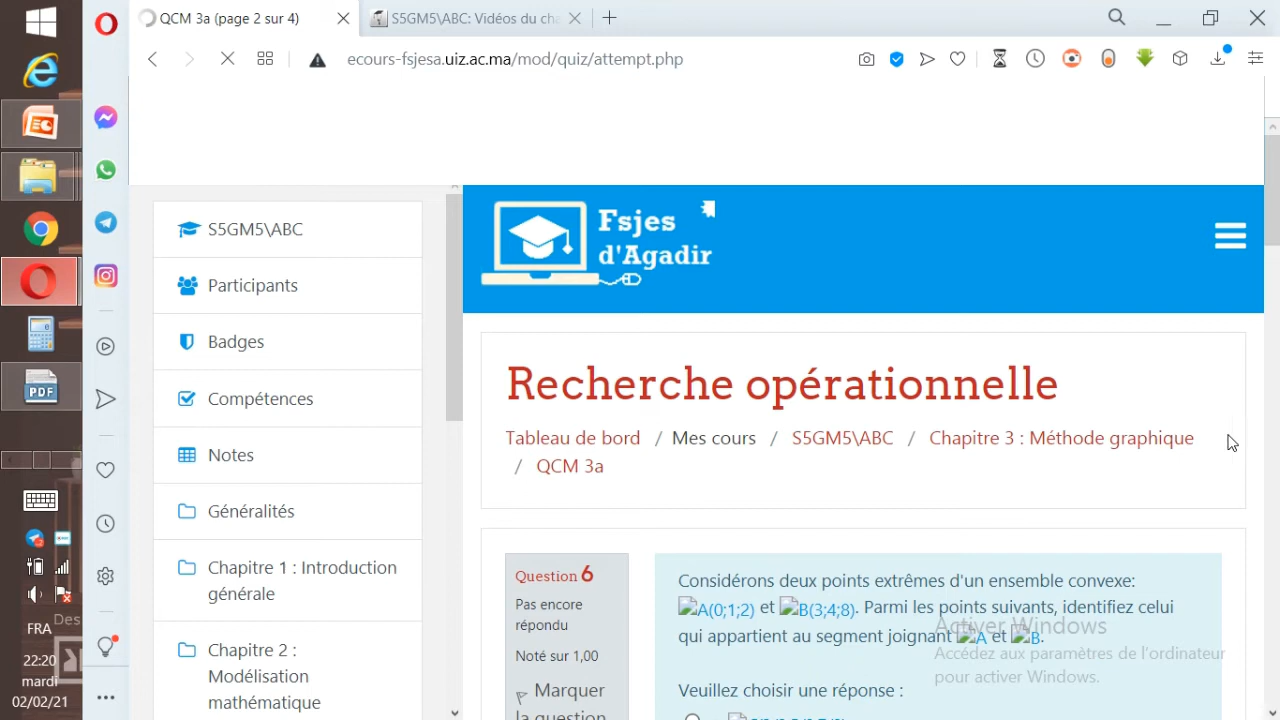 QCM 3a (page 2 sur 4)
S5GM5\ABC: Vidéos du cha
ecours-fsjesa.uiz.ac.ma/mod/quiz/attempt.php
S5GM5\ABC
Participants
Badges
Compétences
Notes
Généralités
Chapitre 1 : Introduction
générale
Chapitre 2 :
Modélisation
mathématique
Fsjes
d'Agadir
Recherche opérationnelle
Tableau de bord / Mes cours / S5GM5\ABC / Chapitre 3 : Méthode graphique
/ QCM 3a
Question 6
Pas encore
répondu
Noté sur 1,00
Marquer
la question
Considérons deux points extrêmes d'un ensemble convexe:
A(0;1;2) et B(3;4;8). Parmi les points suivants, identifiez celui
qui appartient au segment joignant A et B.
Veuillez choisir une réponse :
Activer Windows
Accédez aux paramètres de l'ordinateur
pour activer Windows.
PDF
FRA
Des
22:20
mardi
02/02/21